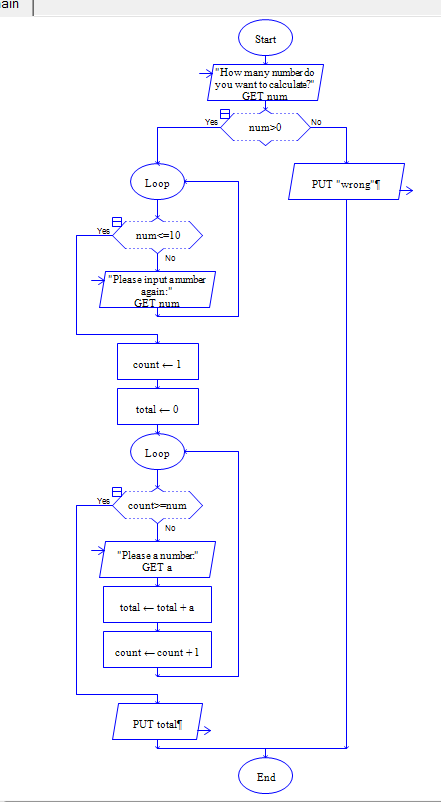 ain
Start
"How many number do
you want to calculate?"
GET num
Yes
num>0
No
Loop
PUT "wrong"¶
Yes
num<=10
No
"Please input a number
again:"
GET num
count ← 1
total ← 0
Loop
Yes
count>=num
No
"Please a number:"
GET a
total ← total + a
count ← count + 1
PUT total¶
End